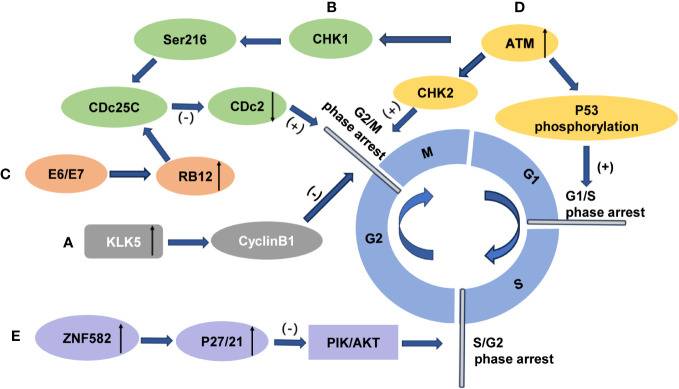 B
D
Ser216
CHK1
ATM
CHK2
CDc25C
(-)
CDc2
(+)
(+)
G2/M
phase arrest
P53
phosphorylation
(+)
C
E6/E7
RB12
(-)
M
G1
G1/S
phase arrest
A
KLK5
CyclinB1
G2
S
E
ZNF582
P27/21
(-)
PIK/AKT
S/G2
phase arrest